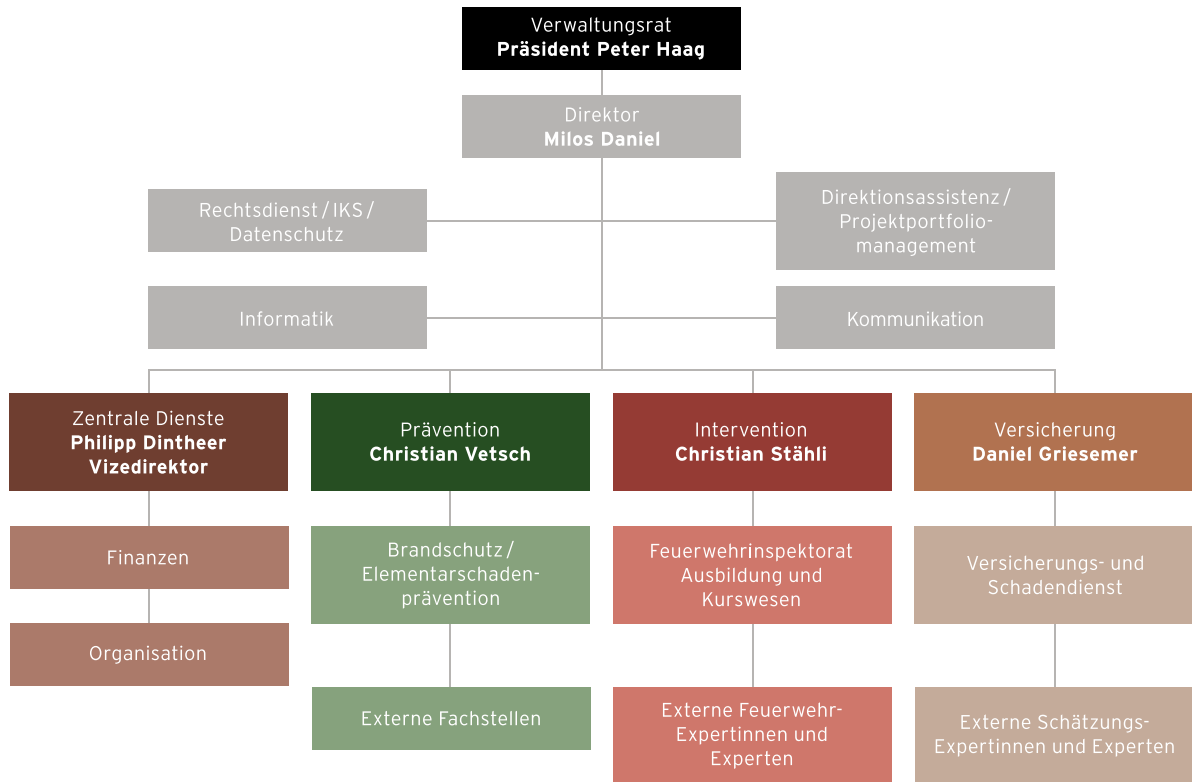 Verwaltungsrat
Präsident Peter Haag
Direktor
Milos Daniel
Rechtsdienst / IKS /
Datenschutz
Direktionsassistenz /
Projektportfolio-
management
Informatik
Kommunikation
Zentrale Dienste
Philipp Dintheer
Vizedirektor
Prävention
Christian Vetsch
Intervention
Christian Stähli
Versicherung
Daniel Griesemer
Finanzen
Brandschutz /
Elementarschaden-
prävention
Feuerwehrinspektorat
Ausbildung und
Kurswesen
Versicherungs- und
Schadendienst
Organisation
Externe Fachstellen
Externe Feuerwehr-
Expertinnen und
Experten
Externe Schätzungs-
Expertinnen und Experten